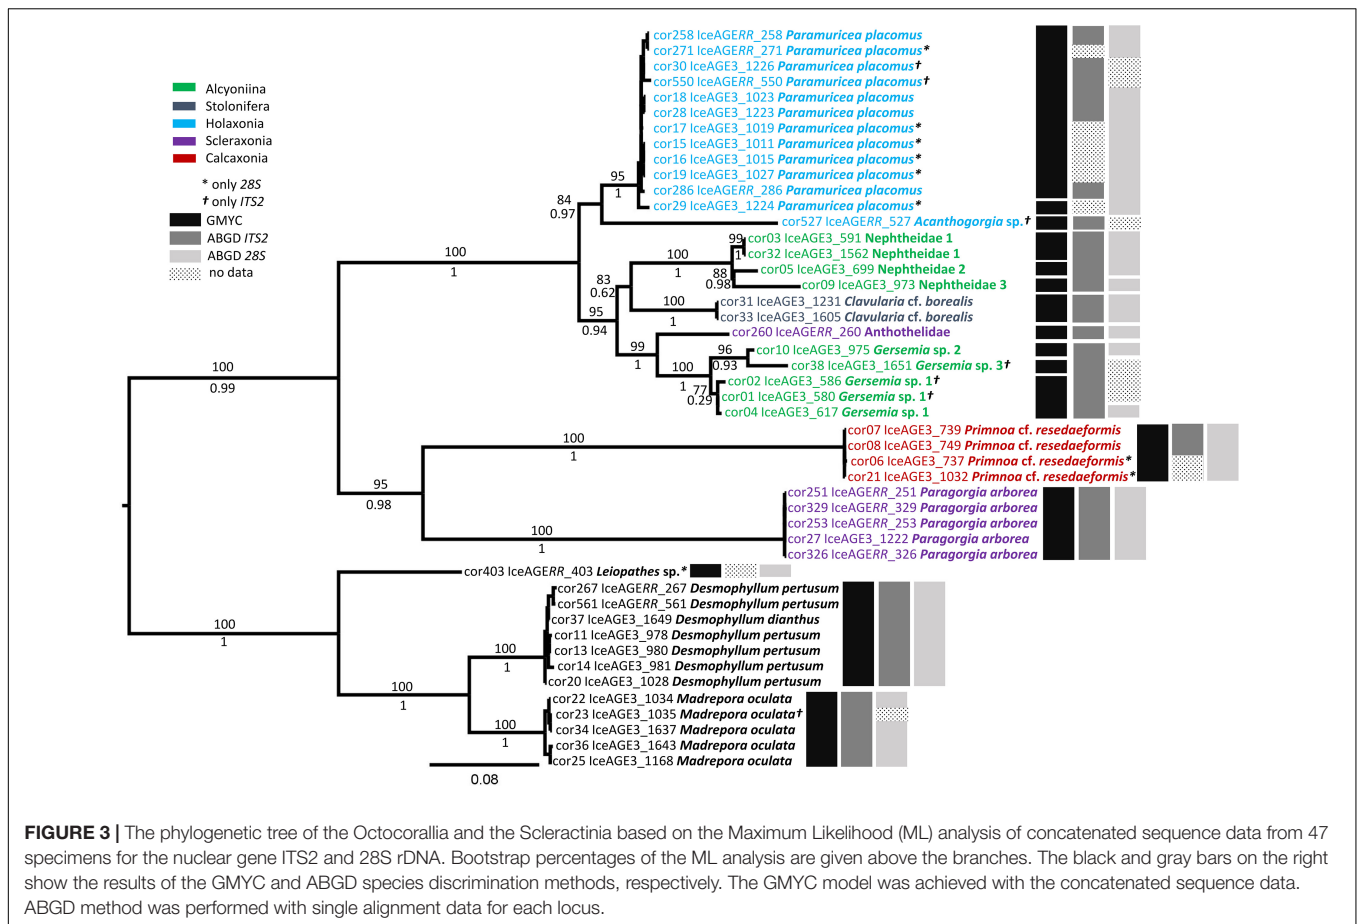 Alcyoniina
Stolonifera
Holaxonia
Scleraxonia
Calcaxonia
* only 28S
† only ITS2
GMYC
ABGD ITS2
ABGD 28S
no data
cor258 IceAGERR_258 Paramuricea placomus
cor271 IceAGERR_271 Paramuricea placomus*
cor30 IceAGE3_1226 Paramuricea placomus†
cor550 IceAGERR_550 Paramuricea placomus†
cor18 IceAGE3_1023 Paramuricea placomus
cor28 IceAGE3_1223 Paramuricea placomus
cor17 IceAGE3_1019 Paramuricea placomus*
cor15 IceAGE3_1011 Paramuricea placomus*
cor16 IceAGE3_1015 Paramuricea placomus*
cor19 IceAGE3_1027 Paramuricea placomus*
cor286 IceAGERR_286 Paramuricea placomus
cor29 IceAGE3_1224 Paramuricea placomus*
cor527 IceAGERR_527 Acanthogorgia sp.†
cor03 IceAGE3_591 Nephtheidae 1
cor32 IceAGE3_1562 Nephtheidae 1
cor05 IceAGE3_699 Nephtheidae 2
cor09 IceAGE3_973 Nephtheidae 3
cor31 IceAGE3_1231 Clavularia cf. borealis
cor33 IceAGE3_1605 Clavularia cf. borealis
cor260 IceAGERR_260 Anthothelidae
cor10 IceAGE3_975 Gersemia sp. 2
cor38 IceAGE3_1651 Gersemia sp. 3†
cor02 IceAGE3_586 Gersemia sp. 1†
cor01 IceAGE3_580 Gersemia sp. 1†
cor04 IceAGE3_617 Gersemia sp. 1
cor07 IceAGE3_739 Primnoa cf. resedaeformis
cor08 IceAGE3_749 Primnoa cf. resedaeformis
cor06 IceAGE3_737 Primnoa cf. resedaeformis*
cor21 IceAGE3_1032 Primnoa cf. resedaeformis*
cor251 IceAGERR_251 Paragorgia arborea
cor329 IceAGERR_329 Paragorgia arborea
cor253 IceAGERR_253 Paragorgia arborea
cor27 IceAGE3_1222 Paragorgia arborea
cor326 IceAGERR_326 Paragorgia arborea
cor403 IceAGERR_403 Leiopathes sp.*
cor267 IceAGERR_267 Desmophyllum pertusum
cor561 IceAGERR_561 Desmophyllum pertusum
cor37 IceAGE3_1649 Desmophyllum dianthus
cor11 IceAGE3_978 Desmophyllum pertusum
cor13 IceAGE3_980 Desmophyllum pertusum
cor14 IceAGE3_981 Desmophyllum pertusum
cor20 IceAGE3_1028 Desmophyllum pertusum
cor22 IceAGE3_1034 Madrepora oculata
cor23 IceAGE3_1035 Madrepora oculata†
cor34 IceAGE3_1637 Madrepora oculata
cor36 IceAGE3_1643 Madrepora oculata
cor25 IceAGE3_1168 Madrepora oculata
95
1
84
0.97
99
1
100
1
88
0.98
83
0.62
100
1
95
0.94
99
1
96
0.93
100
1
77
0.29
100
1
100
0.99
100
1
95
0.98
100
1
100
1
100
1
100
1
100
1
0.08
FIGURE 3 | The phylogenetic tree of the Octocorallia and the Scleractinia based on the Maximum Likelihood (ML) analysis of concatenated sequence data from 47
specimens for the nuclear gene ITS2 and 28S rDNA. Bootstrap percentages of the ML analysis are given above the branches. The black and gray bars on the right
show the results of the GMYC and ABGD species discrimination methods, respectively. The GMYC model was achieved with the concatenated sequence data.
ABGD method was performed with single alignment data for each locus.